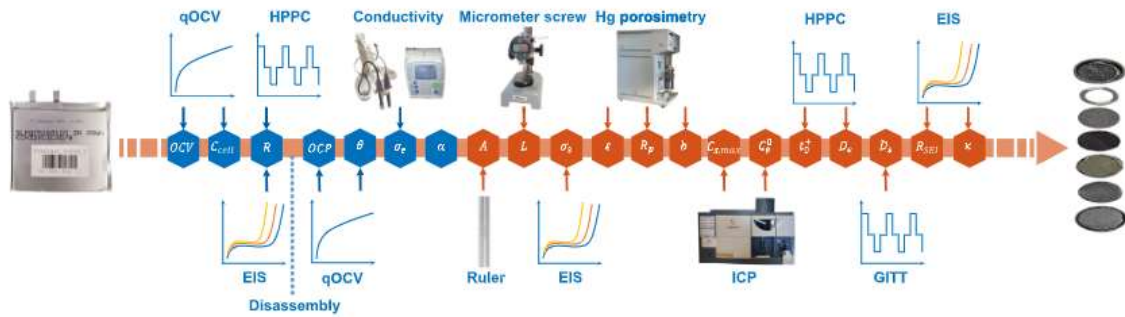 qOCV
HPPC
Conductivity
Micrometer screw
Hg porosimetry
HPPC
EIS
OCV
C_cell
R
OCP
θ
σ_e
α
A
L
σ_s
ε
R_p
b
C_s,max
C_e^0
t_0^+
D_e
D_s
R_SEI
κ
EIS
qOCV
Ruler
EIS
ICP
GITT
Disassembly